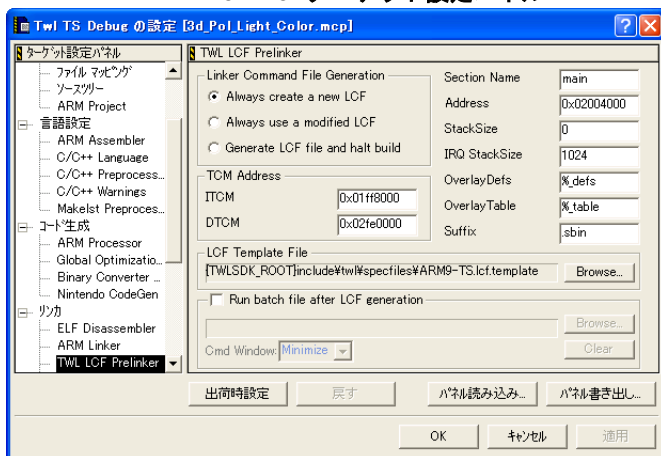 Twl TS Debug の設定 [3d_Pol_Light_Color.mcp]
ターゲット設定パネル
ファイル マッピング
ソースツリー
ARM Project
言語設定
ARM Assembler
C/C++ Language
C/C++ Preprocess...
C/C++ Warnings
Makelst Preproces...
コード生成
ARM Processor
Global Optimizatio...
Binary Converter ...
Nintendo CodeGen
リンカ
ELF Disassembler
ARM Linker
TWL LCF Prelinker
TWL LCF Prelinker
Linker Command File Generation
Always create a new LCF
Always use a modified LCF
Generate LCF file and halt build
TCM Address
ITCM 0x01ff8000
DTCM 0x02fe0000
Section Name main
Address 0x02004000
StackSize 0
IRQ StackSize 1024
OverlayDefs %_defs
OverlayTable %_table
Suffix .sbin
LCF Template File
{TWLSDK_ROOT}include¥twl¥specfiles¥ARM9-TS.lcf.template Browse...
Run batch file after LCF generation
Browse...
Cmd Window: Minimize Clear
出荷時設定 戻す パネル読み込み... パネル書き出し...
OK キャンセル 適用